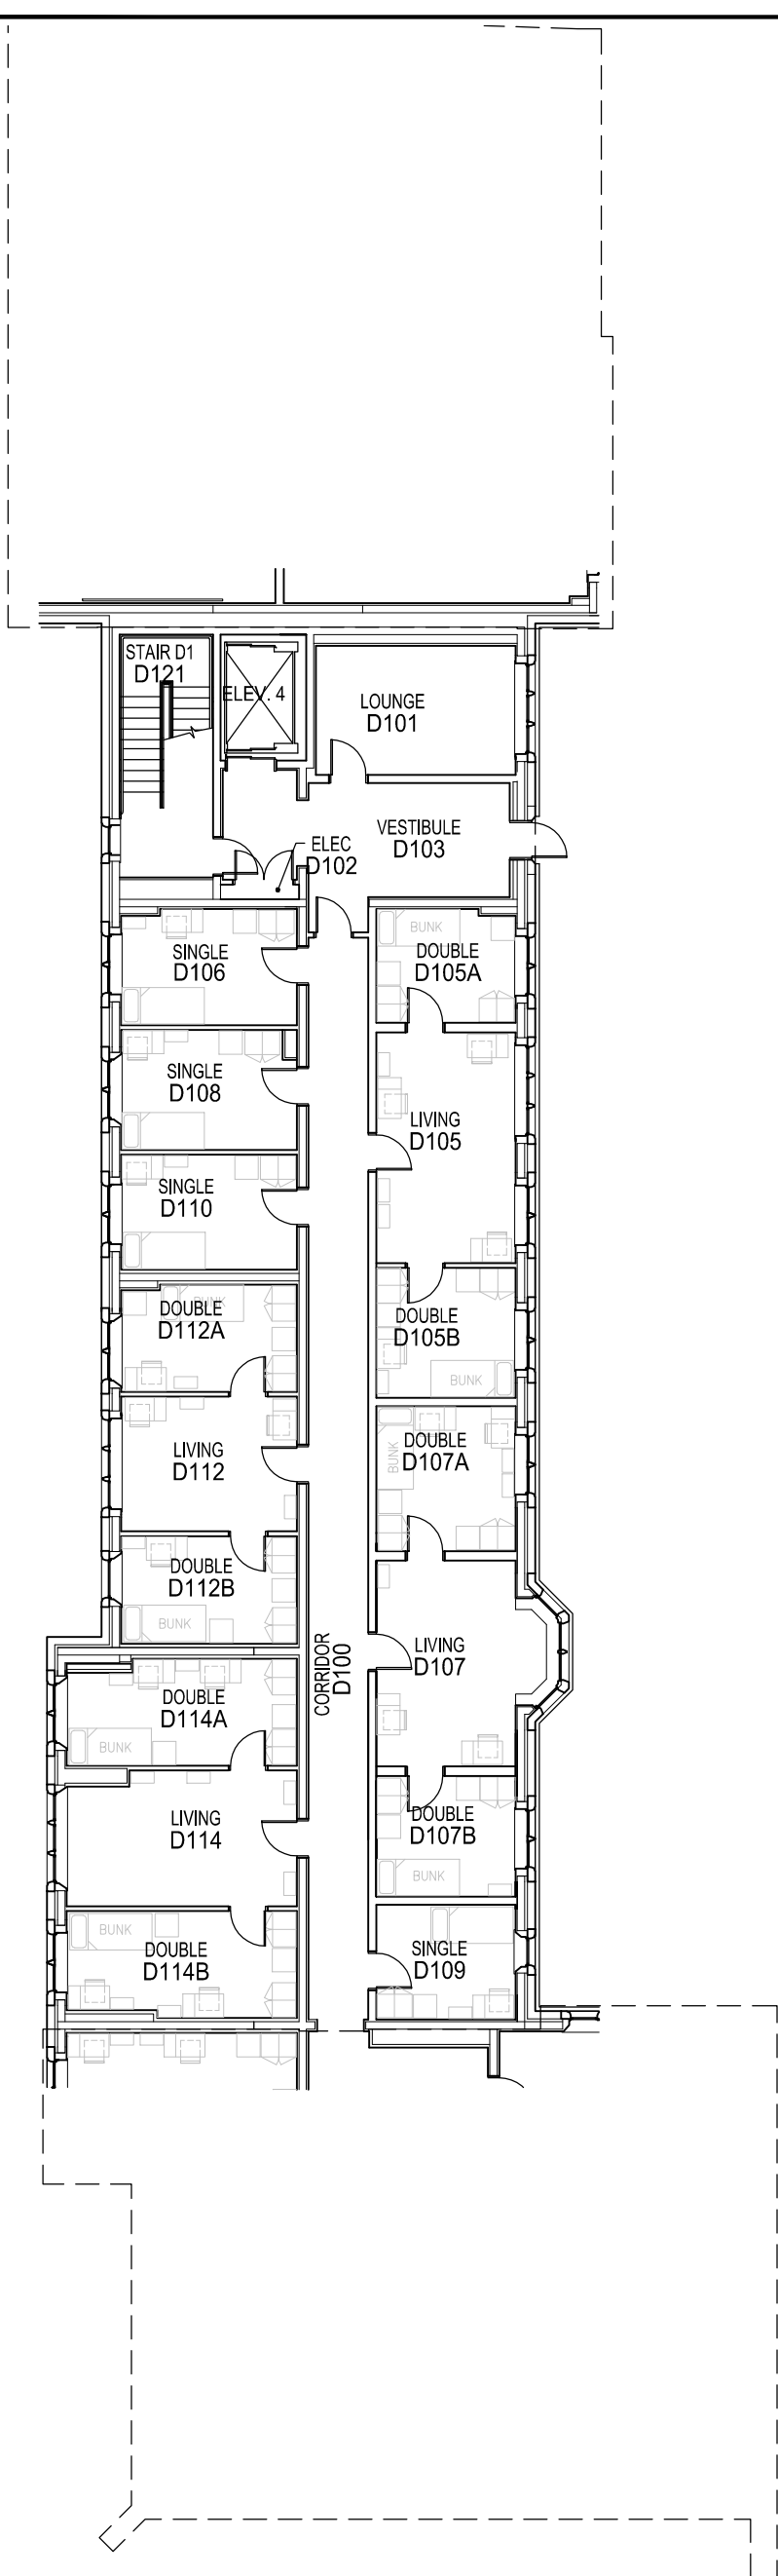 STAIR D1
D121
ELEV. 4
LOUNGE
D101
ELEC
D102
VESTIBULE
D103
SINGLE
D106
BUNK
DOUBLE
D105A
SINGLE
D108
LIVING
D105
SINGLE
D110
BUNK
DOUBLE
D112A
DOUBLE
D105B
BUNK
LIVING
D112
BUNK
DOUBLE
D107A
DOUBLE
D112B
BUNK
CORRIDOR
D100
LIVING
D107
DOUBLE
D114A
BUNK
LIVING
D114
DOUBLE
D107B
BUNK
BUNK
DOUBLE
D114B
SINGLE
D109